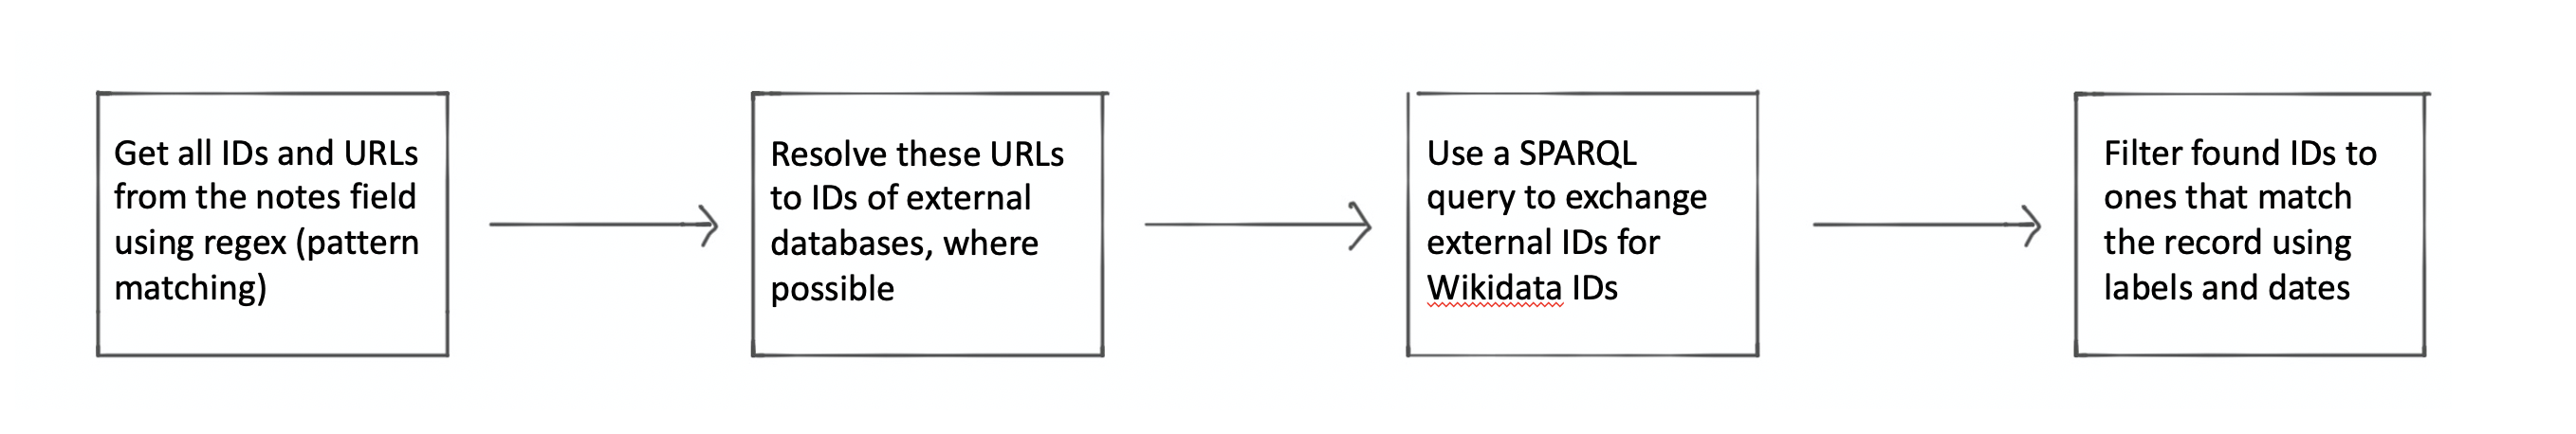 Get all IDs and URLs
from the notes field
using regex (pattern
matching)
Resolve these URLs
to IDs of external
databases, where
possible
Use a SPARQL
query to exchange
external IDs for
Wikidata IDs
Filter found IDs to
ones that match
the record using
labels and dates